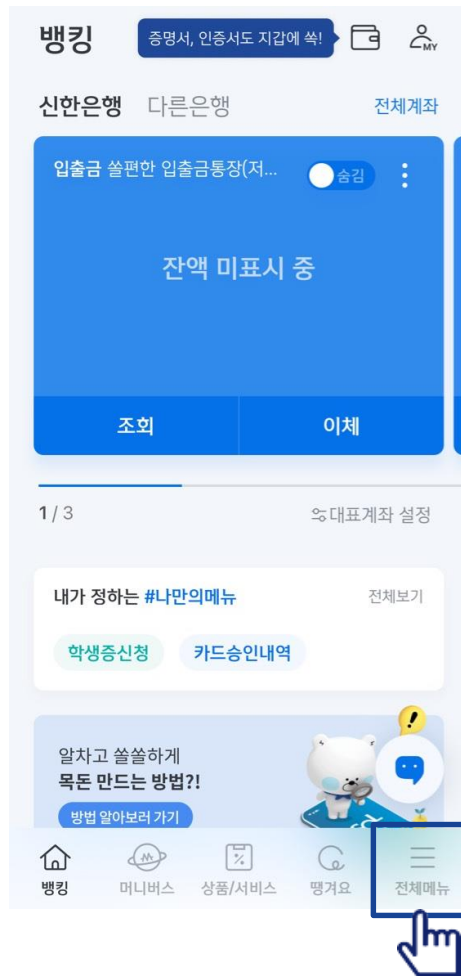 뱅킹
증명서, 인증서도 지갑에 쏙!
MY
신한은행 다른은행 전체계좌
입출금 쏠편한 입출금통장(저...
숨김
잔액 미표시 중
조회 이체
1 / 3 대표계좌 설정
내가 정하는 #나만의메뉴 전체보기
학생증신청 카드승인내역
알차고 쏠쏠하게
목돈 만드는 방법?!
방법 알아보러 가기
뱅킹 머니버스 상품/서비스 땡겨요 전체메뉴